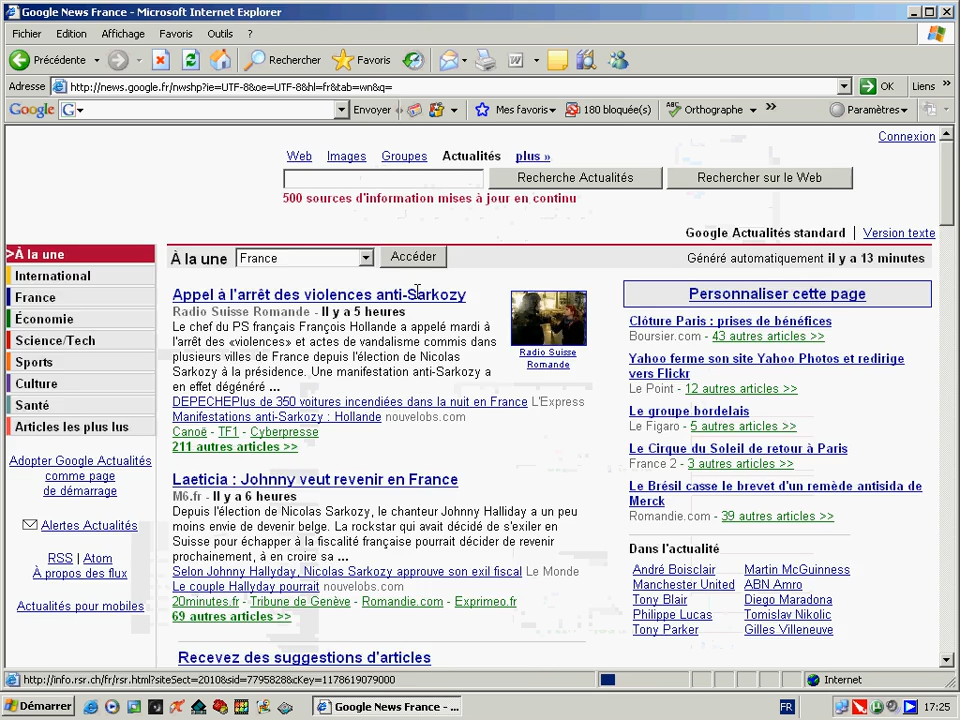 Google News France - Microsoft Internet Explorer
Fichier Edition Affichage Favoris Outils ?
Précédente Rechercher Favoris
Adresse http://news.google.fr/nwshp?ie=UTF-8&oe=UTF-8&hl=fr&tab=wn&q= OK Liens »
Google G Envoyer Mes favoris 180 bloquée(s) ABC Orthographe » Paramètres
Connexion
Web Images Groupes Actualités plus »
Recherche Actualités Rechercher sur le Web
500 sources d'information mises à jour en continu
Google Actualités standard | Version texte
>À la une
International
France
Économie
Science/Tech
Sports
Culture
Santé
Articles les plus lus
Adopter Google Actualités
comme page
de démarrage
Alertes Actualités
RSS | Atom
À propos des flux
Actualités pour mobiles
À la une France Accéder Généré automatiquement il y a 13 minutes
Appel à l'arrêt des violences anti-Sarkozy
Radio Suisse Romande - Il y a 5 heures
Le chef du PS français François Hollande a appelé mardi à
l'arrêt des «violences» et actes de vandalisme commis dans
plusieurs villes de France depuis l'élection de Nicolas
Sarkozy à la présidence. Une manifestation anti-Sarkozy a
en effet dégénéré ...
DEPECHEPlus de 350 voitures incendiées dans la nuit en France L'Express
Manifestations anti-Sarkozy : Hollande nouvelobs.com
Canoë - TF1 - Cyberpresse
211 autres articles >>
Radio Suisse
Romande
Laeticia : Johnny veut revenir en France
M6.fr - Il y a 6 heures
Depuis l'élection de Nicolas Sarkozy, le chanteur Johnny Halliday a un peu
moins envie de devenir belge. La rockstar qui avait décidé de s'exiler en
Suisse pour échapper à la fiscalité française pourrait décider de revenir
prochainement, à en croire sa ...
Selon Johnny Hallyday, Nicolas Sarkozy approuve son exil fiscal Le Monde
Le couple Hallyday pourrait nouvelobs.com
20minutes.fr - Tribune de Genève - Romandie.com - Exprimeo.fr
69 autres articles >>
Recevez des suggestions d'articles
Personnaliser cette page
Clôture Paris : prises de bénéfices
Boursier.com - 43 autres articles >>
Yahoo ferme son site Yahoo Photos et redirige
vers Flickr
Le Point - 12 autres articles >>
Le groupe bordelais
Le Figaro - 5 autres articles >>
Le Cirque du Soleil de retour à Paris
France 2 - 3 autres articles >>
Le Brésil casse le brevet d'un remède antisida de
Merck
Romandie.com - 39 autres articles >>
Dans l'actualité
André Boisclair Martin McGuinness
Manchester United ABN Amro
Tony Blair Diego Maradona
Philippe Lucas Tomislav Nikolic
Tony Parker Gilles Villeneuve
http://info.rsr.ch/fr/rsr.html?siteSect=2010&sid=7795828&cKey=1178619079000 Internet
Démarrer Google News France - ... FR 17:25